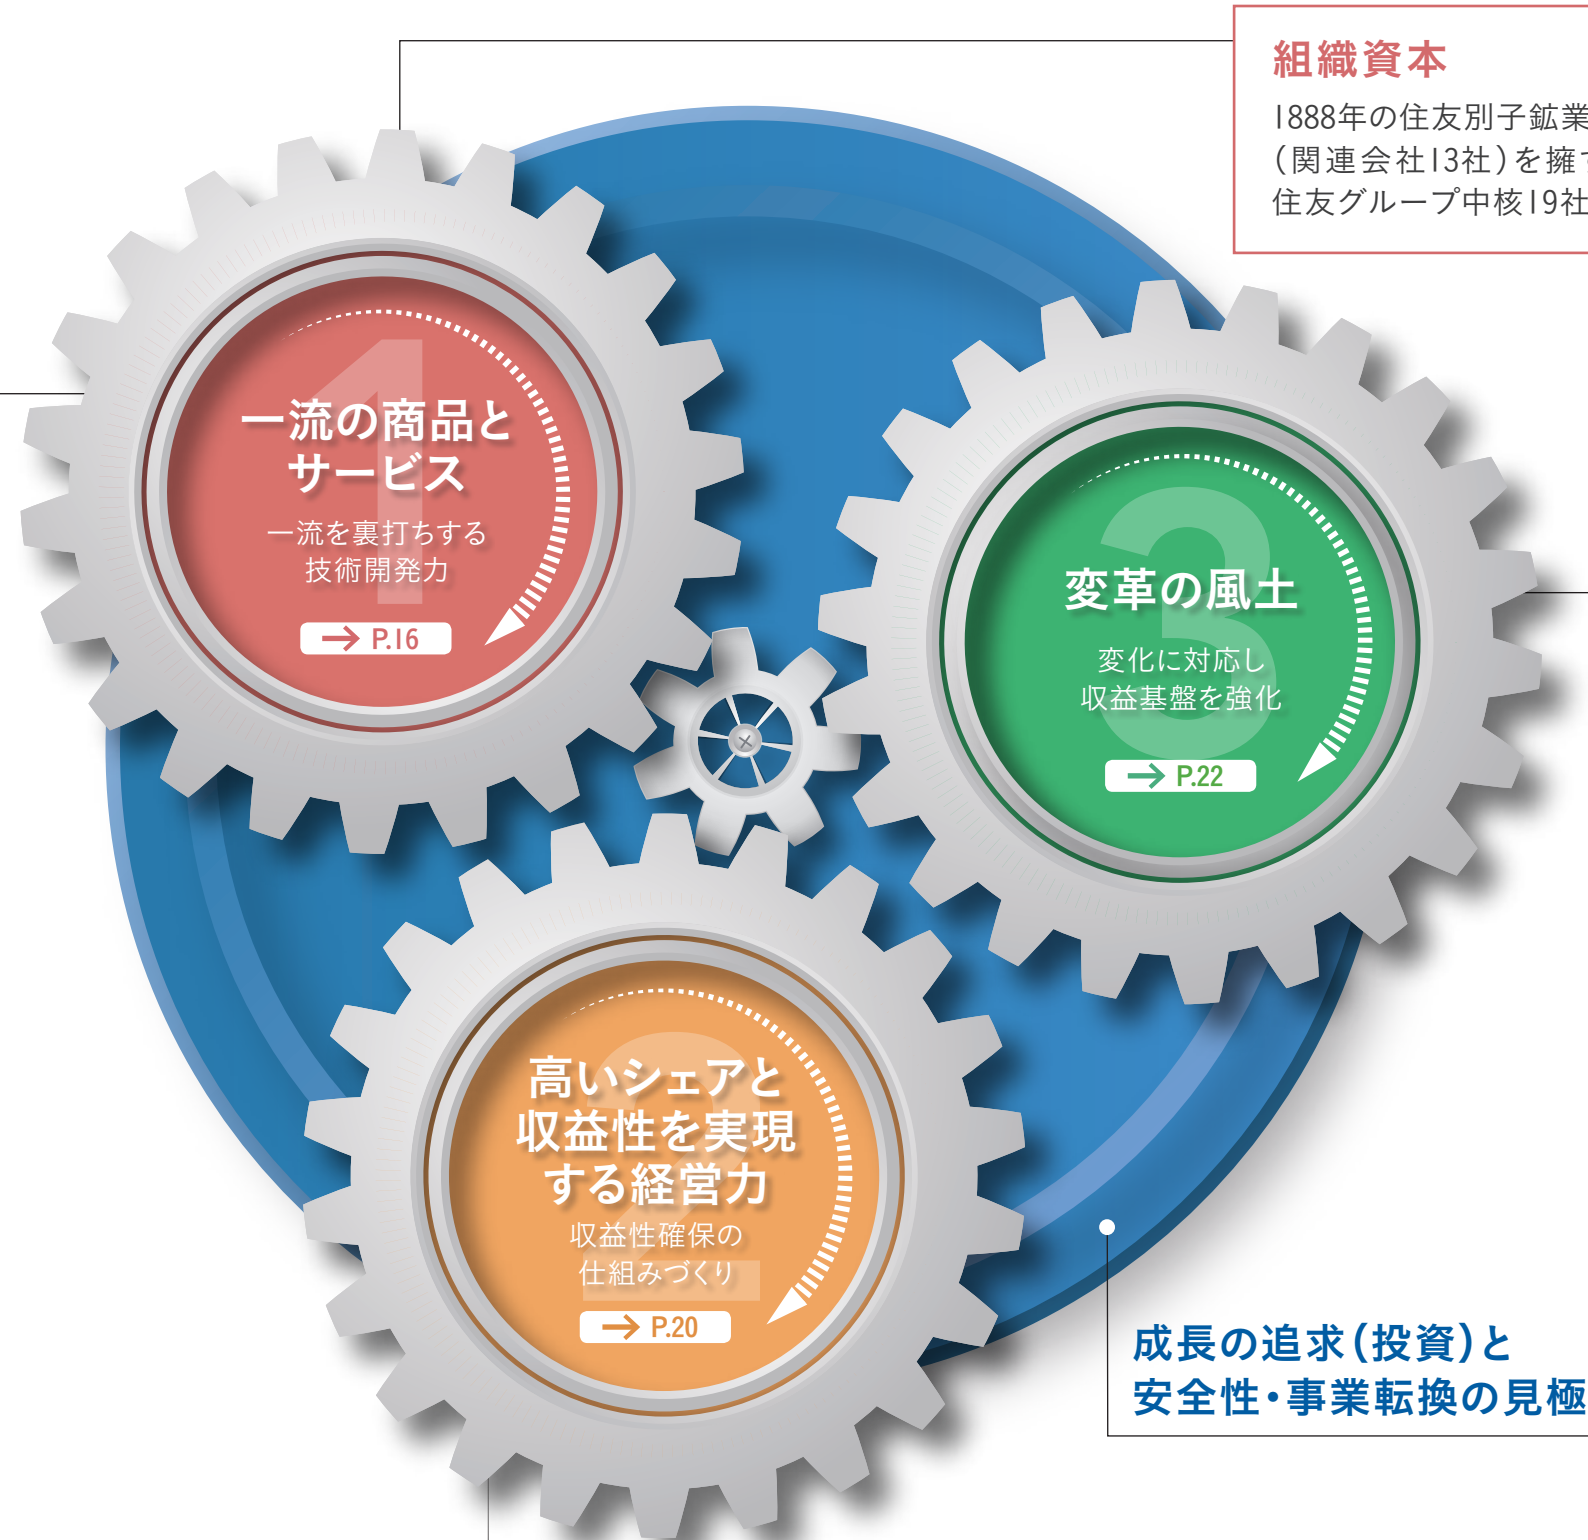 組織資本
1888年の住友別子鉱業
(関連会社13社)を擁す
住友グループ中核19社
1
一流の商品と
サービス
一流を裏打ちする
技術開発力
→ P.16
3
変革の風土
変化に対応し
収益基盤を強化
→ P.22
2
高いシェアと
収益性を実現
する経営力
収益性確保の
仕組みづくり
→ P.20
成長の追求(投資)と
安全性・事業転換の見極